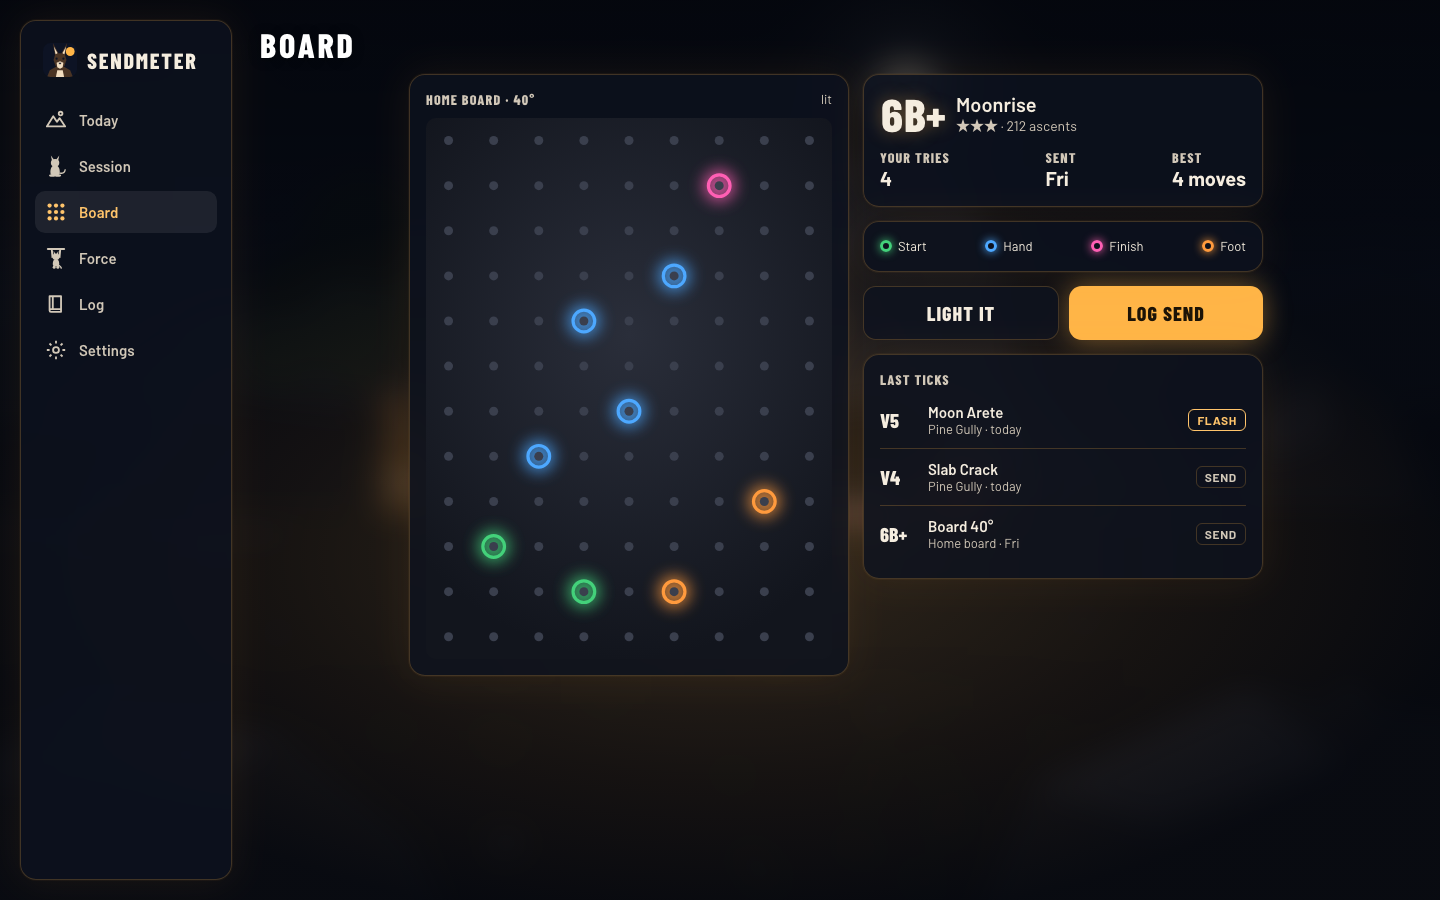 SENDMETER
Today
Session
Board
Force
Log
Settings
BOARD
HOME BOARD · 40°
lit
6B+
Moonrise
★★★ · 212 ascents
YOUR TRIES
4
SENT
Fri
BEST
4 moves
Start
Hand
Finish
Foot
LIGHT IT
LOG SEND
LAST TICKS
V5
Moon Arete
Pine Gully · today
FLASH
V4
Slab Crack
Pine Gully · today
SEND
6B+
Board 40°
Home board · Fri
SEND